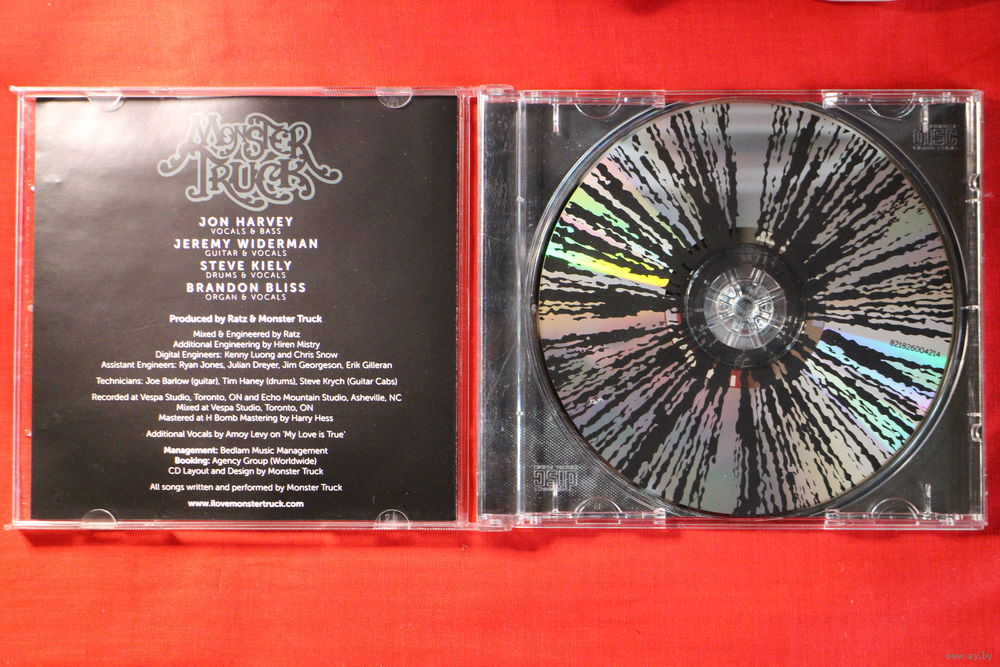 MONSTER
TRUCK
JON HARVEY
VOCALS & BASS
JEREMY WIDERMAN
GUITAR & VOCALS
STEVE KIELY
DRUMS & VOCALS
BRANDON BLISS
ORGAN & VOCALS
Produced by Ratz & Monster Truck
Mixed & Engineered by Ratz
Additional Engineering by Hiren Mistry
Digital Engineers: Kenny Luong and Chris Snow
Assistant Engineers: Ryan Jones, Julian Dreyer, Jim Georgeson, Erik Gilleran
Technicians: Joe Barlow (guitar), Tim Haney (drums), Steve Krych (Guitar Cabs)
Recorded at Vespa Studio, Toronto, ON and Echo Mountain Studio, Asheville, NC
Mixed at Vespa Studio, Toronto, ON
Mastered at H Bomb Mastering by Harry Hess
Additional Vocals by Amoy Levy on 'My Love is True'
Management: Bedlam Music Management
Booking: Agency Group (Worldwide)
CD Layout and Design by Monster Truck
All songs written and performed by Monster Truck
www.ilovemonstertruck.com
disc
821826004214
disc
www.ay.by